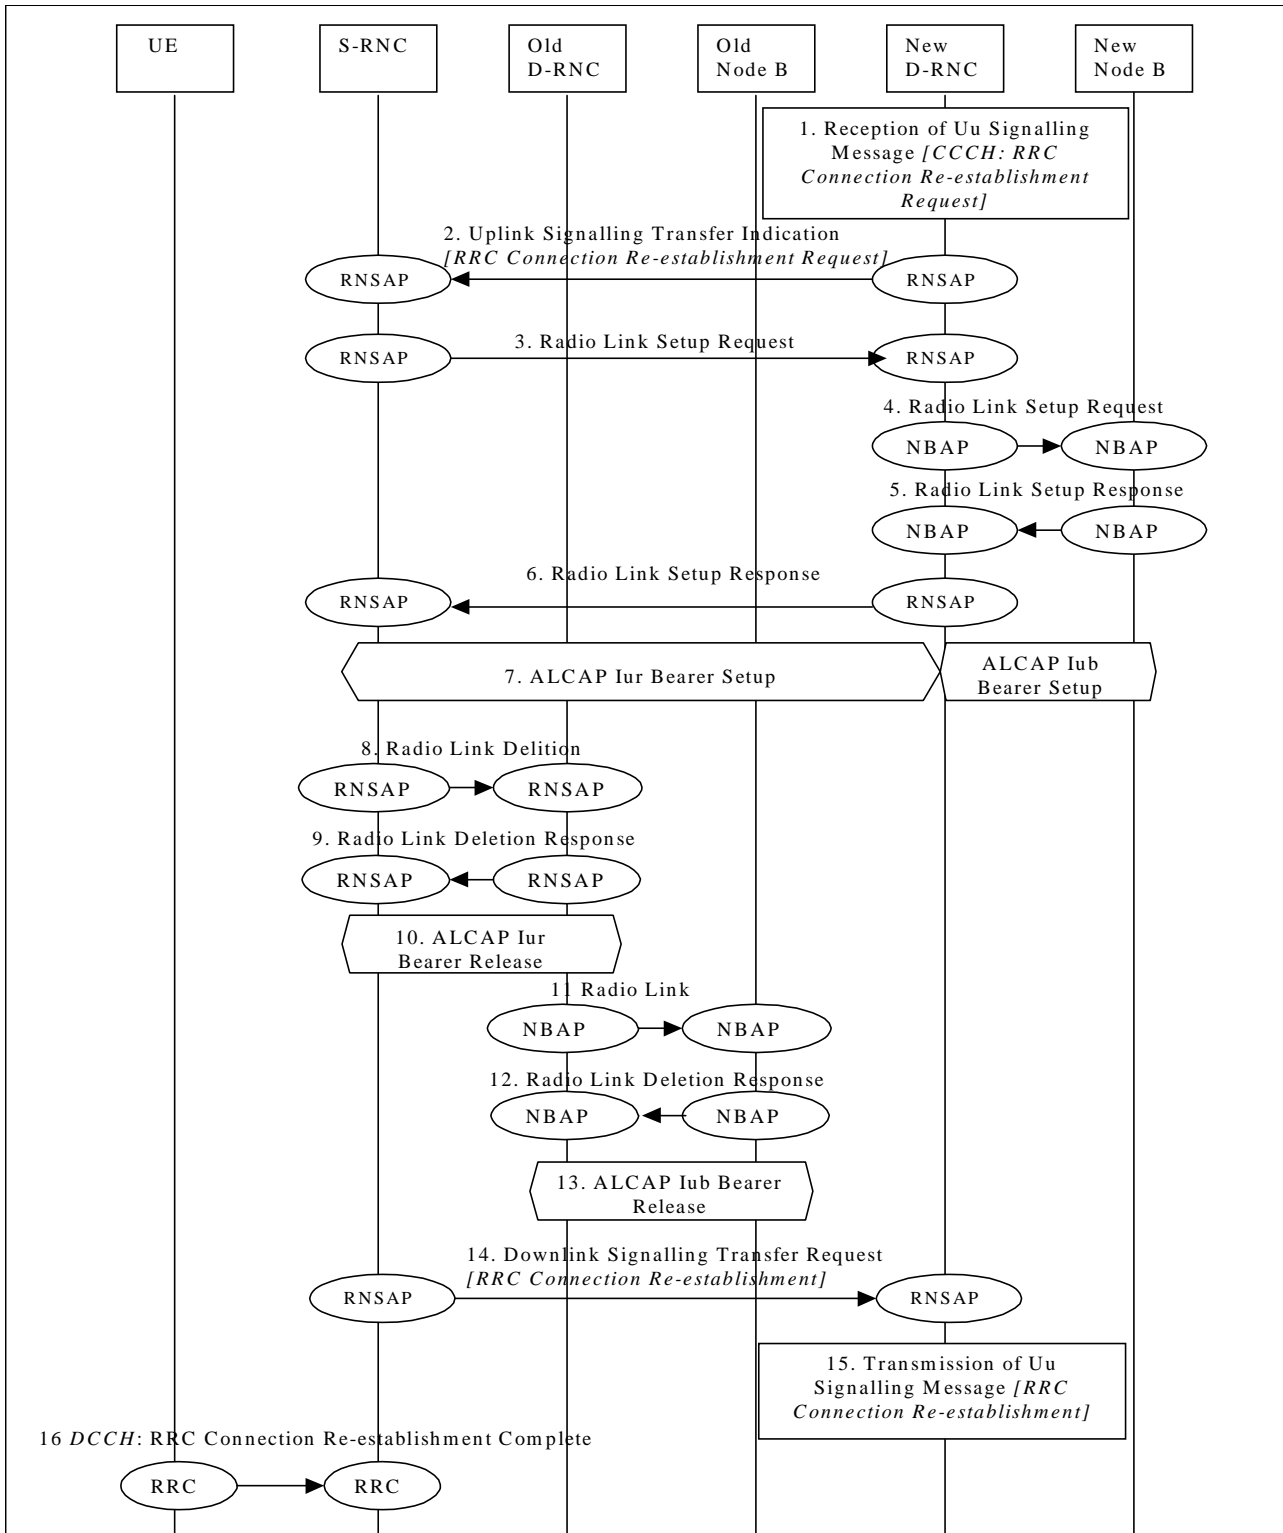 UE
S-RNC
Old
D-RNC
Old
Node B
New
D-RNC
New
Node B
1. Reception of Uu Signalling
Message [CCCH: RRC
Connection Re-establishment
Request]
2. Uplink Signalling Transfer Indication
[RRC Connection Re-establishment Request]
RNSAP
RNSAP
3. Radio Link Setup Request
RNSAP
RNSAP
4. Radio Link Setup Request
NBAP
NBAP
5. Radio Link Setup Response
NBAP
NBAP
6. Radio Link Setup Response
RNSAP
RNSAP
7. ALCAP Iur Bearer Setup
ALCAP Iub
Bearer Setup
8. Radio Link Delition
RNSAP
RNSAP
9. Radio Link Deletion Response
RNSAP
RNSAP
10. ALCAP Iur
Bearer Release
11 Radio Link
NBAP
NBAP
12. Radio Link Deletion Response
NBAP
NBAP
13. ALCAP Iub Bearer
Release
14. Downlink Signalling Transfer Request
[RRC Connection Re-establishment]
RNSAP
RNSAP
15. Transmission of Uu
Signalling Message [RRC
Connection Re-establishment]
16 DCCH: RRC Connection Re-establishment Complete
RRC
RRC